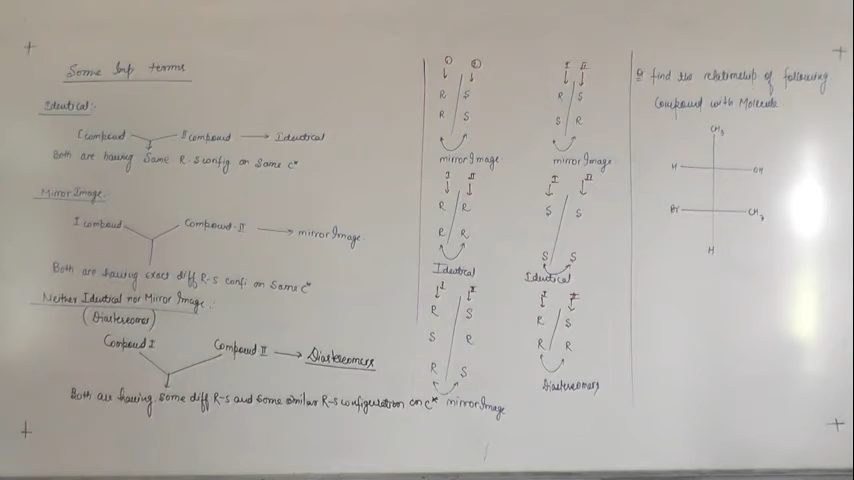 Some Imp terms
Identical:-
I compound II compound → Identical
Both are having same R-S config on same C*
Mirror Image
I compound Compound-II → mirror Image
Both are having exact diff R-S confi on same C*
Neither Identical nor Mirror Image :-
(Diastereomer)
Compound I Compound II → Diastereomers
Both are having some diff R-S and some similar R-S configuration on C*
① ②
R S
R S
mirror Image
I II
R R
R R
Identical
I II
R S
S R
R S
mirror Image
I II
R S
S R
mirror Image
I II
S S
S S
Identical
I II
R S
R R
Diastereomers
Q find the relationship of following
Compound with Molecule
CH3
H OH
Br CH3
H